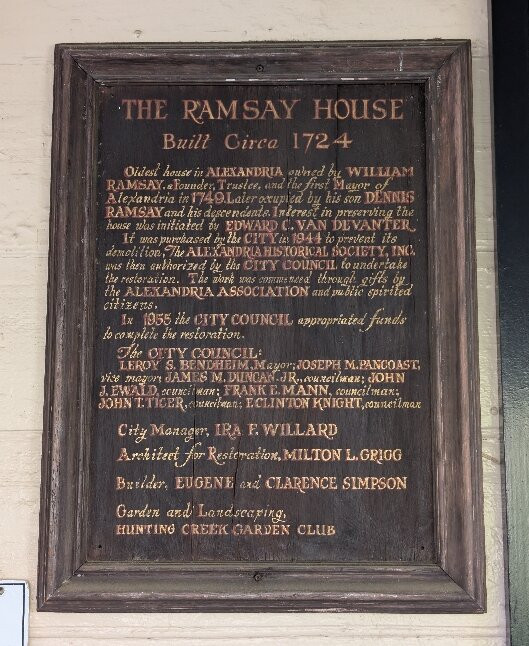 THE RAMSAY HOUSE
Built Circa 1724
Oldest house in ALEXANDRIA owned by WILLIAM
RAMSAY, a Founder, Trustee, and the first Mayor of
Alexandria in 1749. Later occupied by his son DENNIS
RAMSAY and his descendents. Interest in preserving the
house was initiated by EDWARD C. VAN DEVANTER.
It was purchased by the CITY in 1944 to prevent its
demolition. The ALEXANDRIA HISTORICAL SOCIETY, INC.
was then authorized by the CITY COUNCIL to undertake
the restoration. The work was commenced through gifts by
the ALEXANDRIA ASSOCIATION and public spirited
citizens.
In 1955 the CITY COUNCIL appropriated funds
to complete the restoration.
The CITY COUNCIL:
LEROY S. BENDHEIM, Mayor; JOSEPH M. PANCOAST,
vice mayor; JAMES M. DUNCAN JR., councilman; JOHN
J. EWALD, councilman; FRANK E. MANN, councilman;
JOHN T. TIGER, councilman; F. CLINTON KNIGHT, councilman
City Manager, IRA F. WILLARD
Architect for Restoration, MILTON L. GRIGG
Builder, EUGENE and CLARENCE SIMPSON
Garden and Landscaping,
HUNTING CREEK GARDEN CLUB